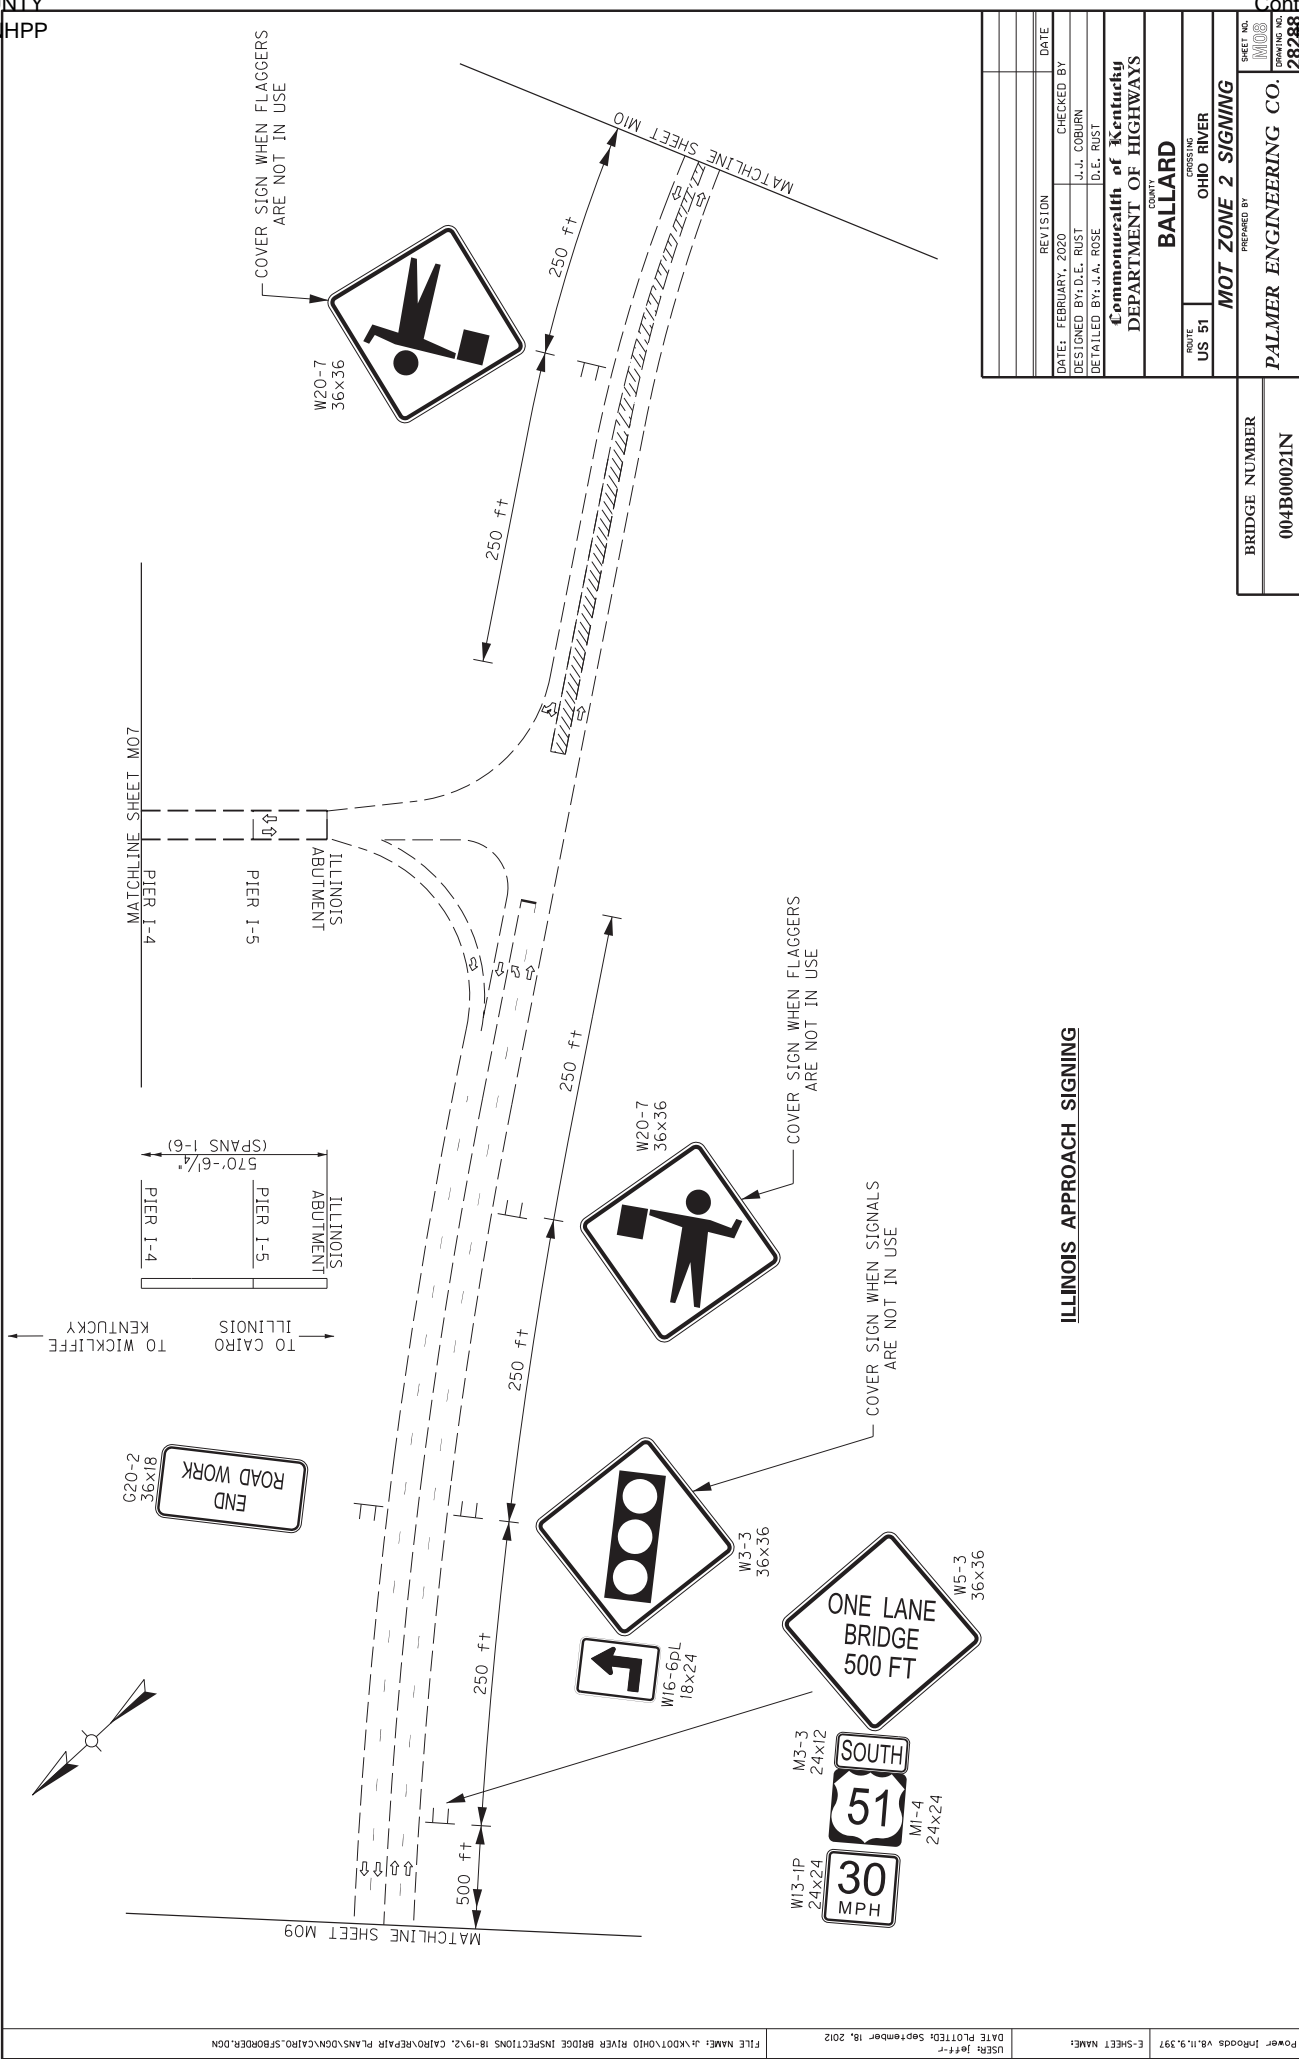 NTY
HPP
Cont
COVER SIGN WHEN FLAGGERS
ARE NOT IN USE
W20-7
36x36
250 ft
250 ft
MATCHLINE SHEET M10
MATCHLINE SHEET M07
PIER I-4
PIER I-5
ILLINOIS
ABUTMENT
570'-6 1/4"
(SPANS 1-6)
PIER I-4
PIER I-5
ILLINOIS
ABUTMENT
TO WICKLIFFE
KENTUCKY
TO CAIRO
ILLINOIS
G20-2
36x18
END
ROAD WORK
250 ft
250 ft
250 ft
500 ft
MATCHLINE SHEET M09
COVER SIGN WHEN FLAGGERS
ARE NOT IN USE
W20-7
36x36
COVER SIGN WHEN SIGNALS
ARE NOT IN USE
W3-3
36x36
W16-6pL
18x24
ONE LANE
BRIDGE
500 FT
W5-3
36x36
M3-3
24x12
SOUTH
51
M1-4
24x24
W13-1P
24x24
30
MPH
ILLINOIS APPROACH SIGNING
REVISION
DATE
DATE: FEBRUARY, 2020
CHECKED BY
DESIGNED BY: D.E. RUST
J.J. COBURN
DETAILED BY: J.A. ROSE
D.E. RUST
Commonwealth of Kentucky
DEPARTMENT OF HIGHWAYS
COUNTY
BALLARD
ROUTE
US 51
CROSSING
OHIO RIVER
MOT ZONE 2 SIGNING
PREPARED BY
PALMER ENGINEERING CO.
SHEET NO.
M08
DRAWING NO.
28288
BRIDGE NUMBER
004B00021N
Power InRoads v8.11.9.397
E-SHEET NAME:
USER: jeff-r
DATE PLOTTED: September 18, 2012
FILE NAME: J:\KDOT\OHIO RIVER BRIDGE INSPECTIONS 18-19\2. CAIRO\REPAIR PLANS\DGN\CAIRO_SFBORDER.DGN